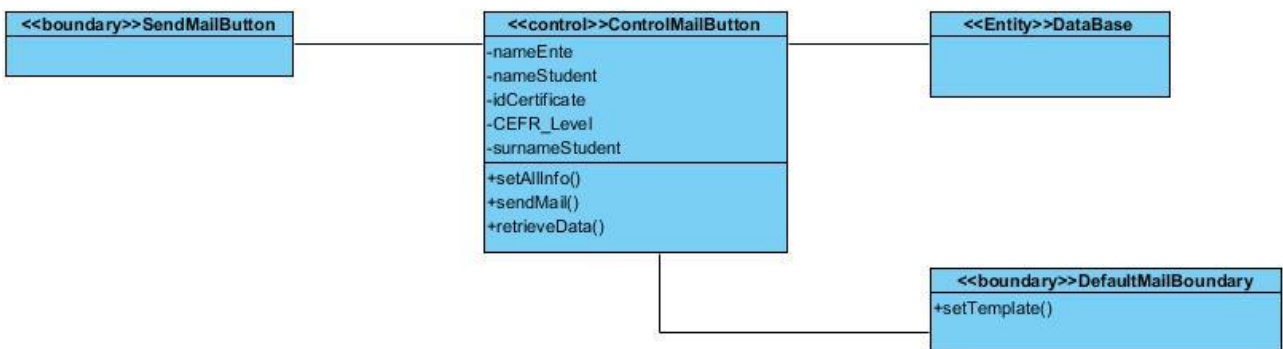 <<boundary>>SendMailButton
<<control>>ControlMailButton
-nameEnte
-nameStudent
-idCertificate
-CEFR_Level
-surnameStudent
+setAllInfo()
+sendMail()
+retrieveData()
<<Entity>>DataBase
<<boundary>>DefaultMailBoundary
+setTemplate()